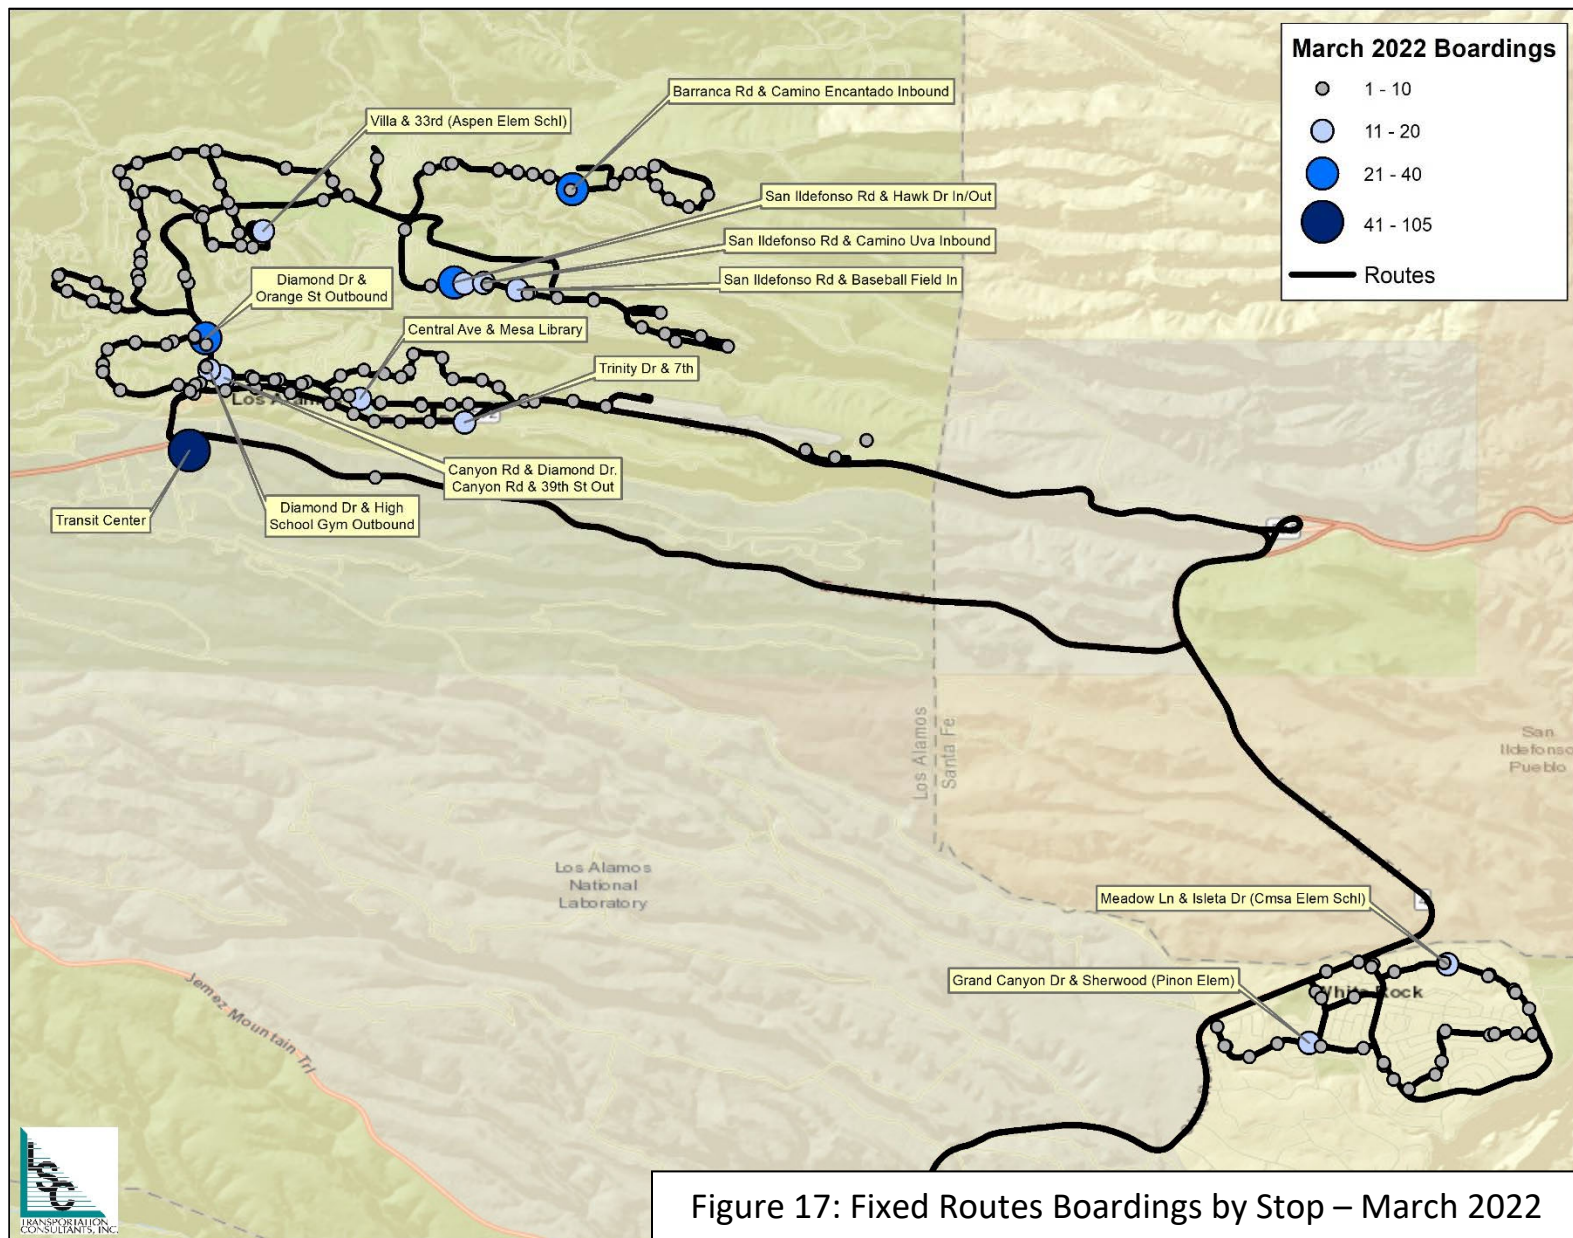 March 2022 Boardings
1 - 10
11 - 20
21 - 40
41 - 105
Routes
Barranca Rd & Camino Encantado Inbound
Villa & 33rd (Aspen Elem Schl)
San Ildefonso Rd & Hawk Dr In/Out
San Ildefonso Rd & Camino Uva Inbound
San Ildefonso Rd & Baseball Field In
Diamond Dr &
Orange St Outbound
Central Ave & Mesa Library
Trinity Dr & 7th
Canyon Rd & Diamond Dr.
Canyon Rd & 39th St Out
Transit Center
Diamond Dr & High
School Gym Outbound
Los Alamos
Santa Fe
San
Ildefonso
Pueblo
Los Alamos
National
Laboratory
Meadow Ln & Isleta Dr (Cmsa Elem Schl)
4
Grand Canyon Dr & Sherwood (Pinon Elem)
White Rock
Jemez Mountain Trl
LSC
TRANSPORTATION
CONSULTANTS, INC.
Figure 17: Fixed Routes Boardings by Stop – March 2022